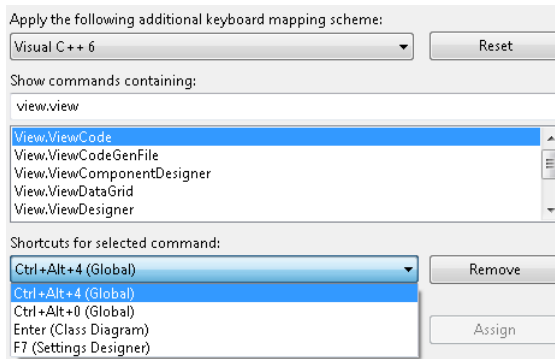 Apply the following additional keyboard mapping scheme:
Visual C++ 6
Reset
Show commands containing:
view.view
View.ViewCode
View.ViewCodeGenFile
View.ViewComponentDesigner
View.ViewDataGrid
View.ViewDesigner
Shortcuts for selected command:
Ctrl+Alt+4 (Global)
Remove
Ctrl+Alt+4 (Global)
Ctrl+Alt+0 (Global)
Enter (Class Diagram)
F7 (Settings Designer)
Assign